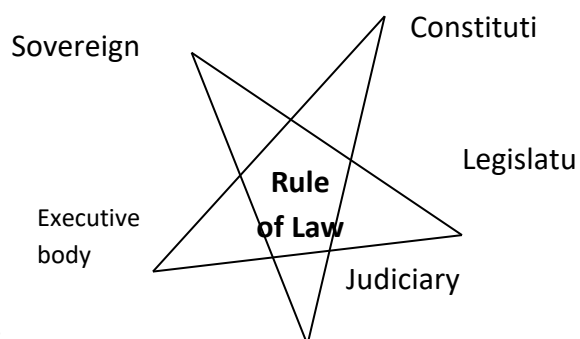 Constituti
Sovereign
Legislatu
Rule
of Law
Executive
body
Judiciary